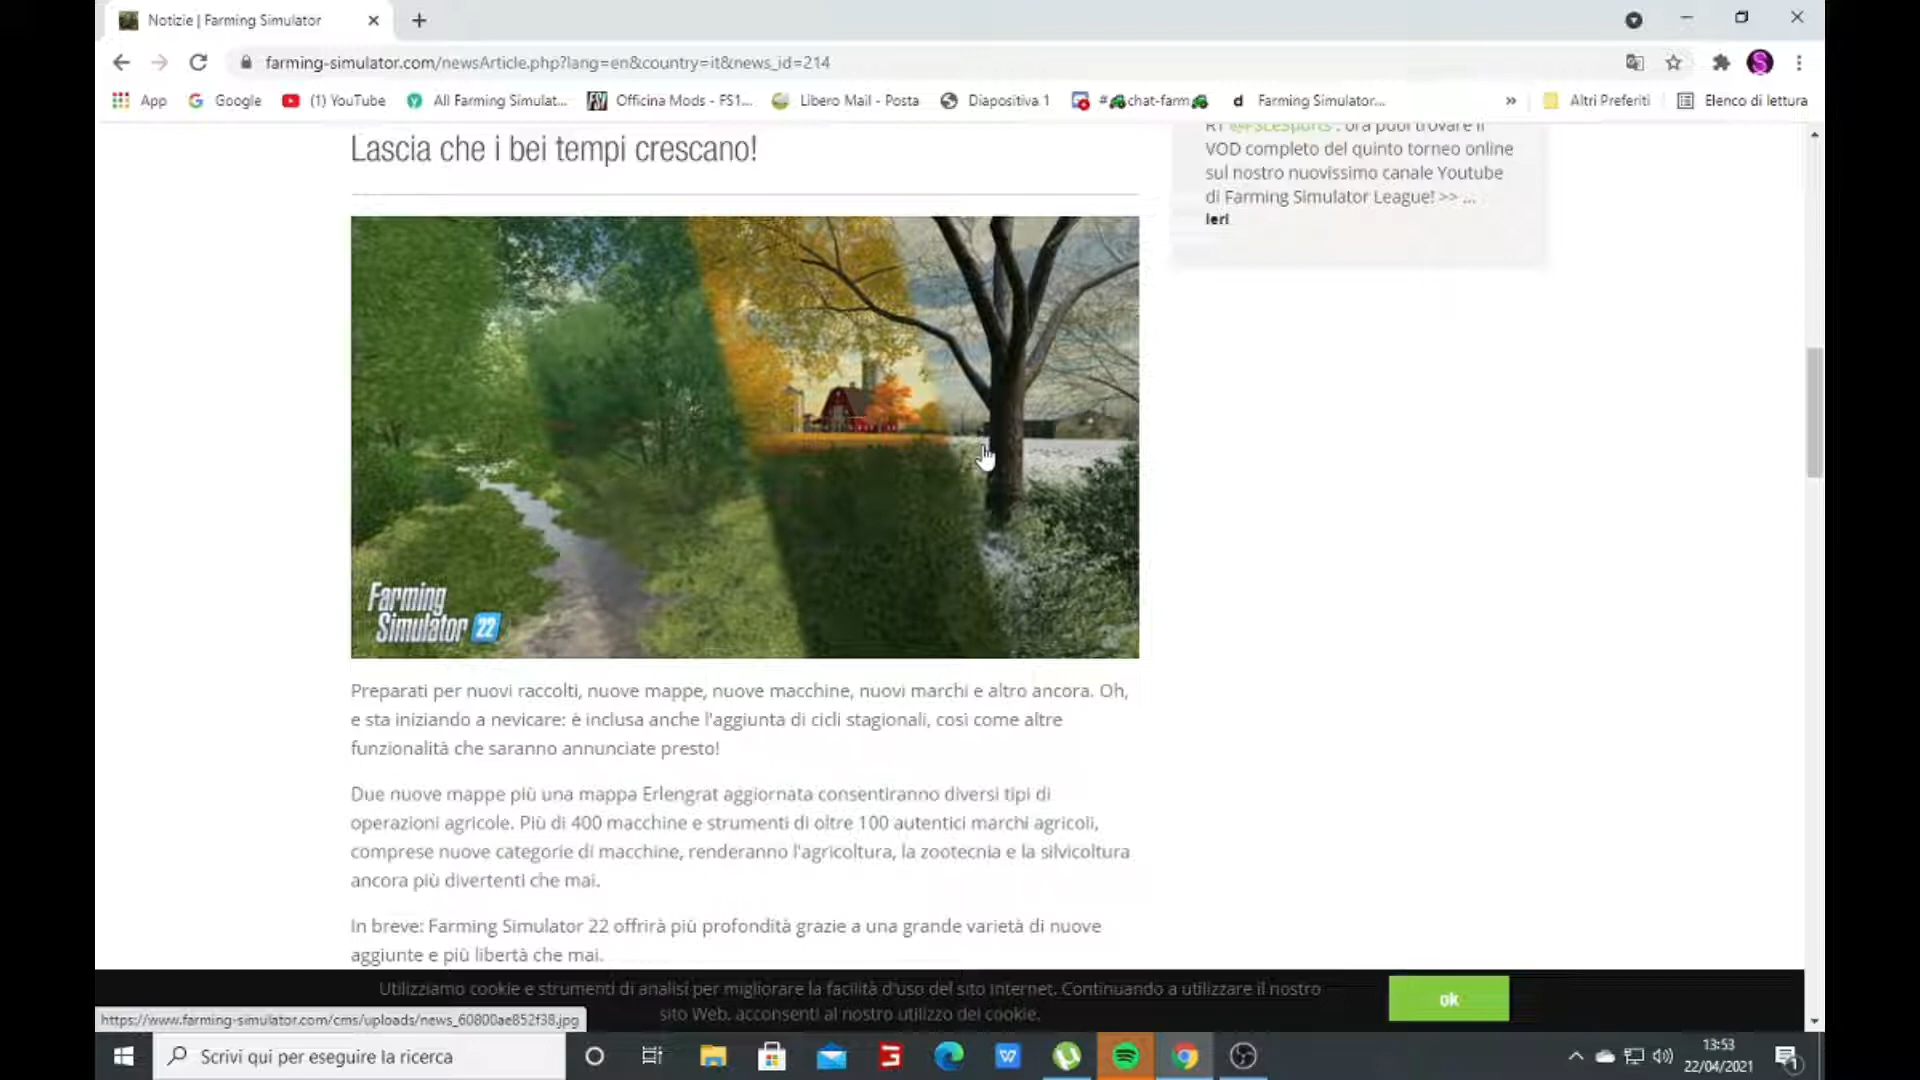 Notizie | Farming Simulator
farming-simulator.com/newsArticle.php?lang=en&country=it&news_id=214
App
Google
(1) YouTube
All Farming Simulat...
Officina Mods - FS1...
Libero Mail - Posta
Diapositiva 1
#🚜chat-farm🚜
d Farming Simulator...
»
Altri Preferiti
Elenco di lettura
Lascia che i bei tempi crescano!
RT @FSCeSports : ora puoi trovare il
VOD completo del quinto torneo online
sul nostro nuovissimo canale Youtube
di Farming Simulator League! >> ...
Ieri
Farming
Simulator 22
Preparati per nuovi raccolti, nuove mappe, nuove macchine, nuovi marchi e altro ancora. Oh,
e sta iniziando a nevicare: è inclusa anche l'aggiunta di cicli stagionali, così come altre
funzionalità che saranno annunciate presto!
Due nuove mappe più una mappa Erlengrat aggiornata consentiranno diversi tipi di
operazioni agricole. Più di 400 macchine e strumenti di oltre 100 autentici marchi agricoli,
comprese nuove categorie di macchine, renderanno l'agricoltura, la zootecnia e la silvicoltura
ancora più divertenti che mai.
In breve: Farming Simulator 22 offrirà più profondità grazie a una grande varietà di nuove
aggiunte e più libertà che mai.
Utilizziamo cookie e strumenti di analisi per migliorare la facilità d'uso del sito Internet. Continuando a utilizzare il nostro
sito Web, acconsenti al nostro utilizzo dei cookie.
ok
https://www.farming-simulator.com/cms/uploads/news_60800ae852f38.jpg
Scrivi qui per eseguire la ricerca
13:53
22/04/2021
1